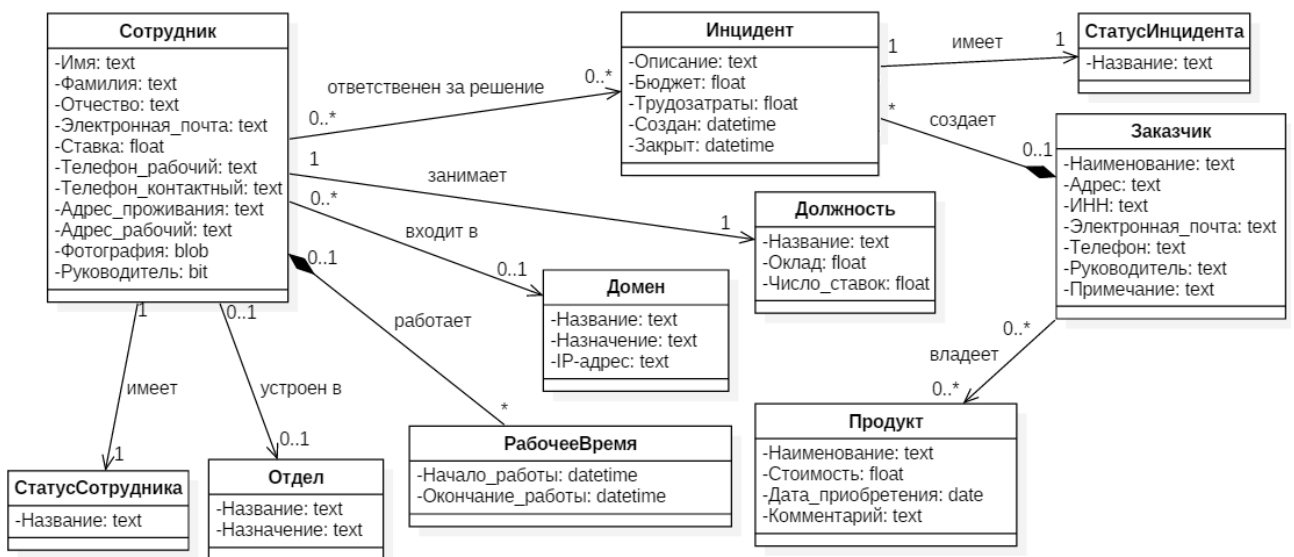 Сотрудник
-Имя: text
-Фамилия: text
-Отчество: text
-Электронная_почта: text
-Ставка: float
-Телефон_рабочий: text
-Телефон_контактный: text
-Адрес_проживания: text
-Адрес_рабочий: text
-Фотография: blob
-Руководитель: bit
ответственен за решение
0..*
0..*
Инцидент
-Описание: text
-Бюджет: float
-Трудозатраты: float
-Создан: datetime
-Закрыт: datetime
1
имеет
1
СтатусИнцидента
-Название: text
*
создает
0..1
Заказчик
-Наименование: text
-Адрес: text
-ИНН: text
-Электронная_почта: text
-Телефон: text
-Руководитель: text
-Примечание: text
1
занимает
1
Должность
-Название: text
-Оклад: float
-Число_ставок: float
0..*
входит в
0..1
Домен
-Название: text
-Назначение: text
-IP-адрес: text
0..1
работает
*
РабочееВремя
-Начало_работы: datetime
-Окончание_работы: datetime
0..*
владеет
0..*
Продукт
-Наименование: text
-Стоимость: float
-Дата_приобретения: date
-Комментарий: text
1
имеет
1
СтатусСотрудника
-Название: text
0..1
устроен в
0..1
Отдел
-Название: text
-Назначение: text